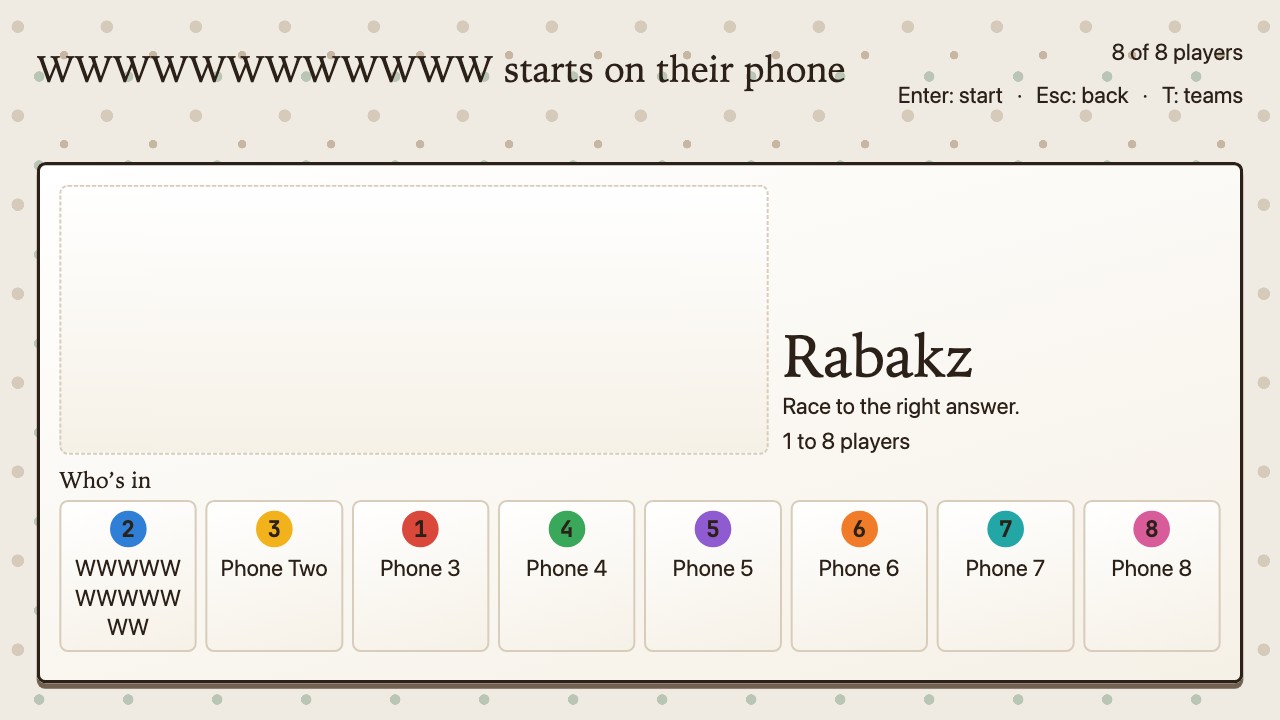 WWWWWWWWWWWW starts on their phone
8 of 8 players
Enter: start · Esc: back · T: teams
Rabakz
Race to the right answer.
1 to 8 players
Who’s in
2
WWWWW
WWWWW
WW
3
Phone Two
1
Phone 3
4
Phone 4
5
Phone 5
6
Phone 6
7
Phone 7
8
Phone 8